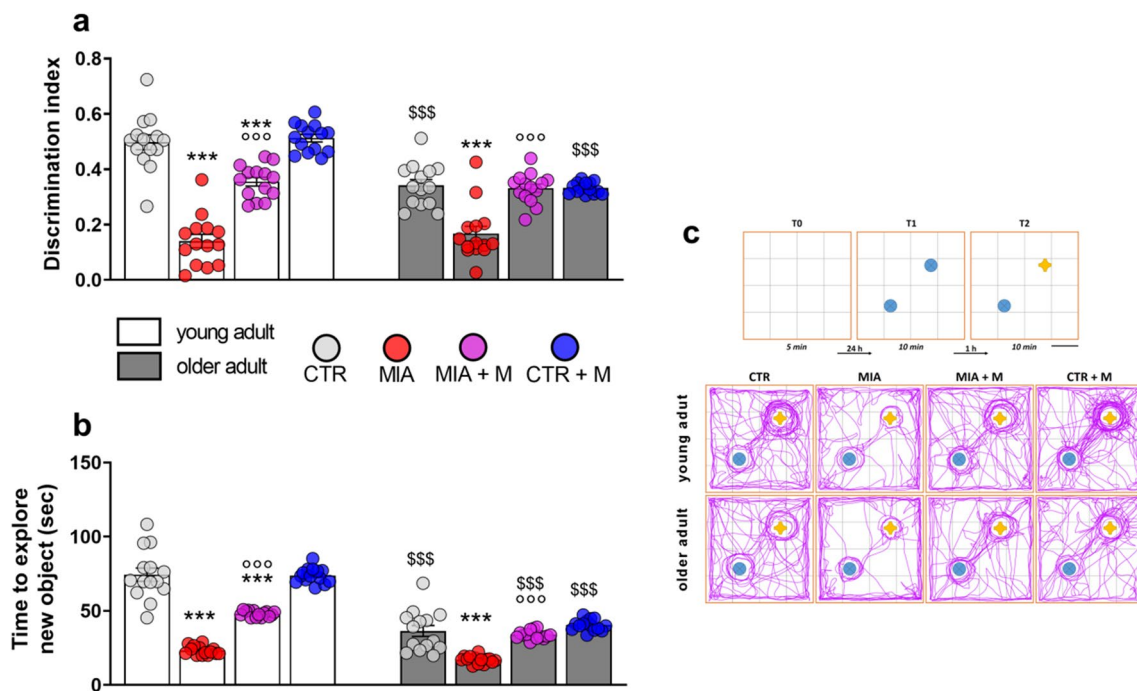 a
Discrimination index
0.8
0.6
0.4
0.2
0.0
***
***
°°°
$$$
***
°°°
$$$
young adult
older adult
CTR
MIA
MIA + M
CTR + M
b
Time to explore
new object (sec)
150
100
50
0
***
°°°
***
$$$
***
$$$
°°°
$$$
c
T0
T1
T2
5 min
24 h
10 min
1 h
10 min
CTR
MIA
MIA + M
CTR + M
young adut
older adult